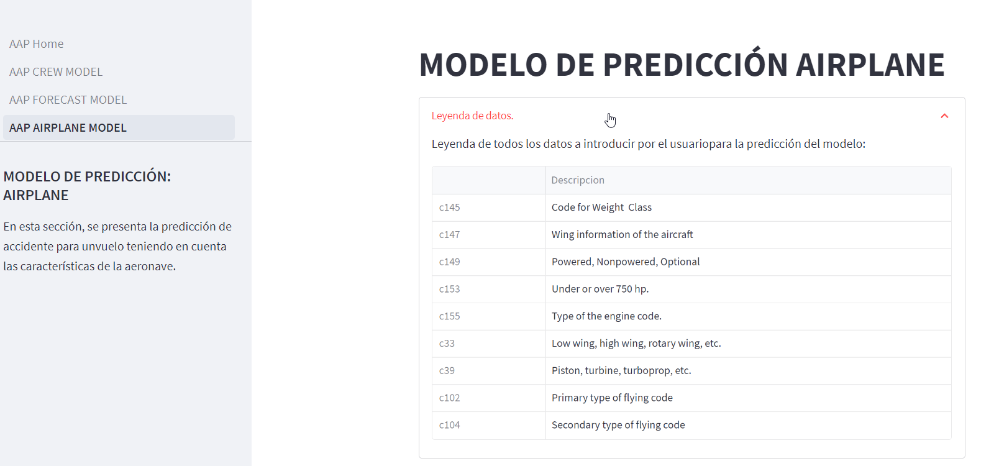 AAP Home
AAP CREW MODEL
AAP FORECAST MODEL
AAP AIRPLANE MODEL
MODELO DE PREDICCIÓN:
AIRPLANE
En esta sección, se presenta la predicción de
accidente para unvuelo teniendo en cuenta
las características de la aeronave.
MODELO DE PREDICCIÓN AIRPLANE
Leyenda de datos.
Leyenda de todos los datos a introducir por el usuariopara la predicción del modelo:
Descripcion
c145 Code for Weight  Class
c147 Wing information of the aircraft
c149 Powered, Nonpowered, Optional
c153 Under or over 750 hp.
c155 Type of the engine code.
c33 Low wing, high wing, rotary wing, etc.
c39 Piston, turbine, turboprop, etc.
c102 Primary type of flying code
c104 Secondary type of flying code